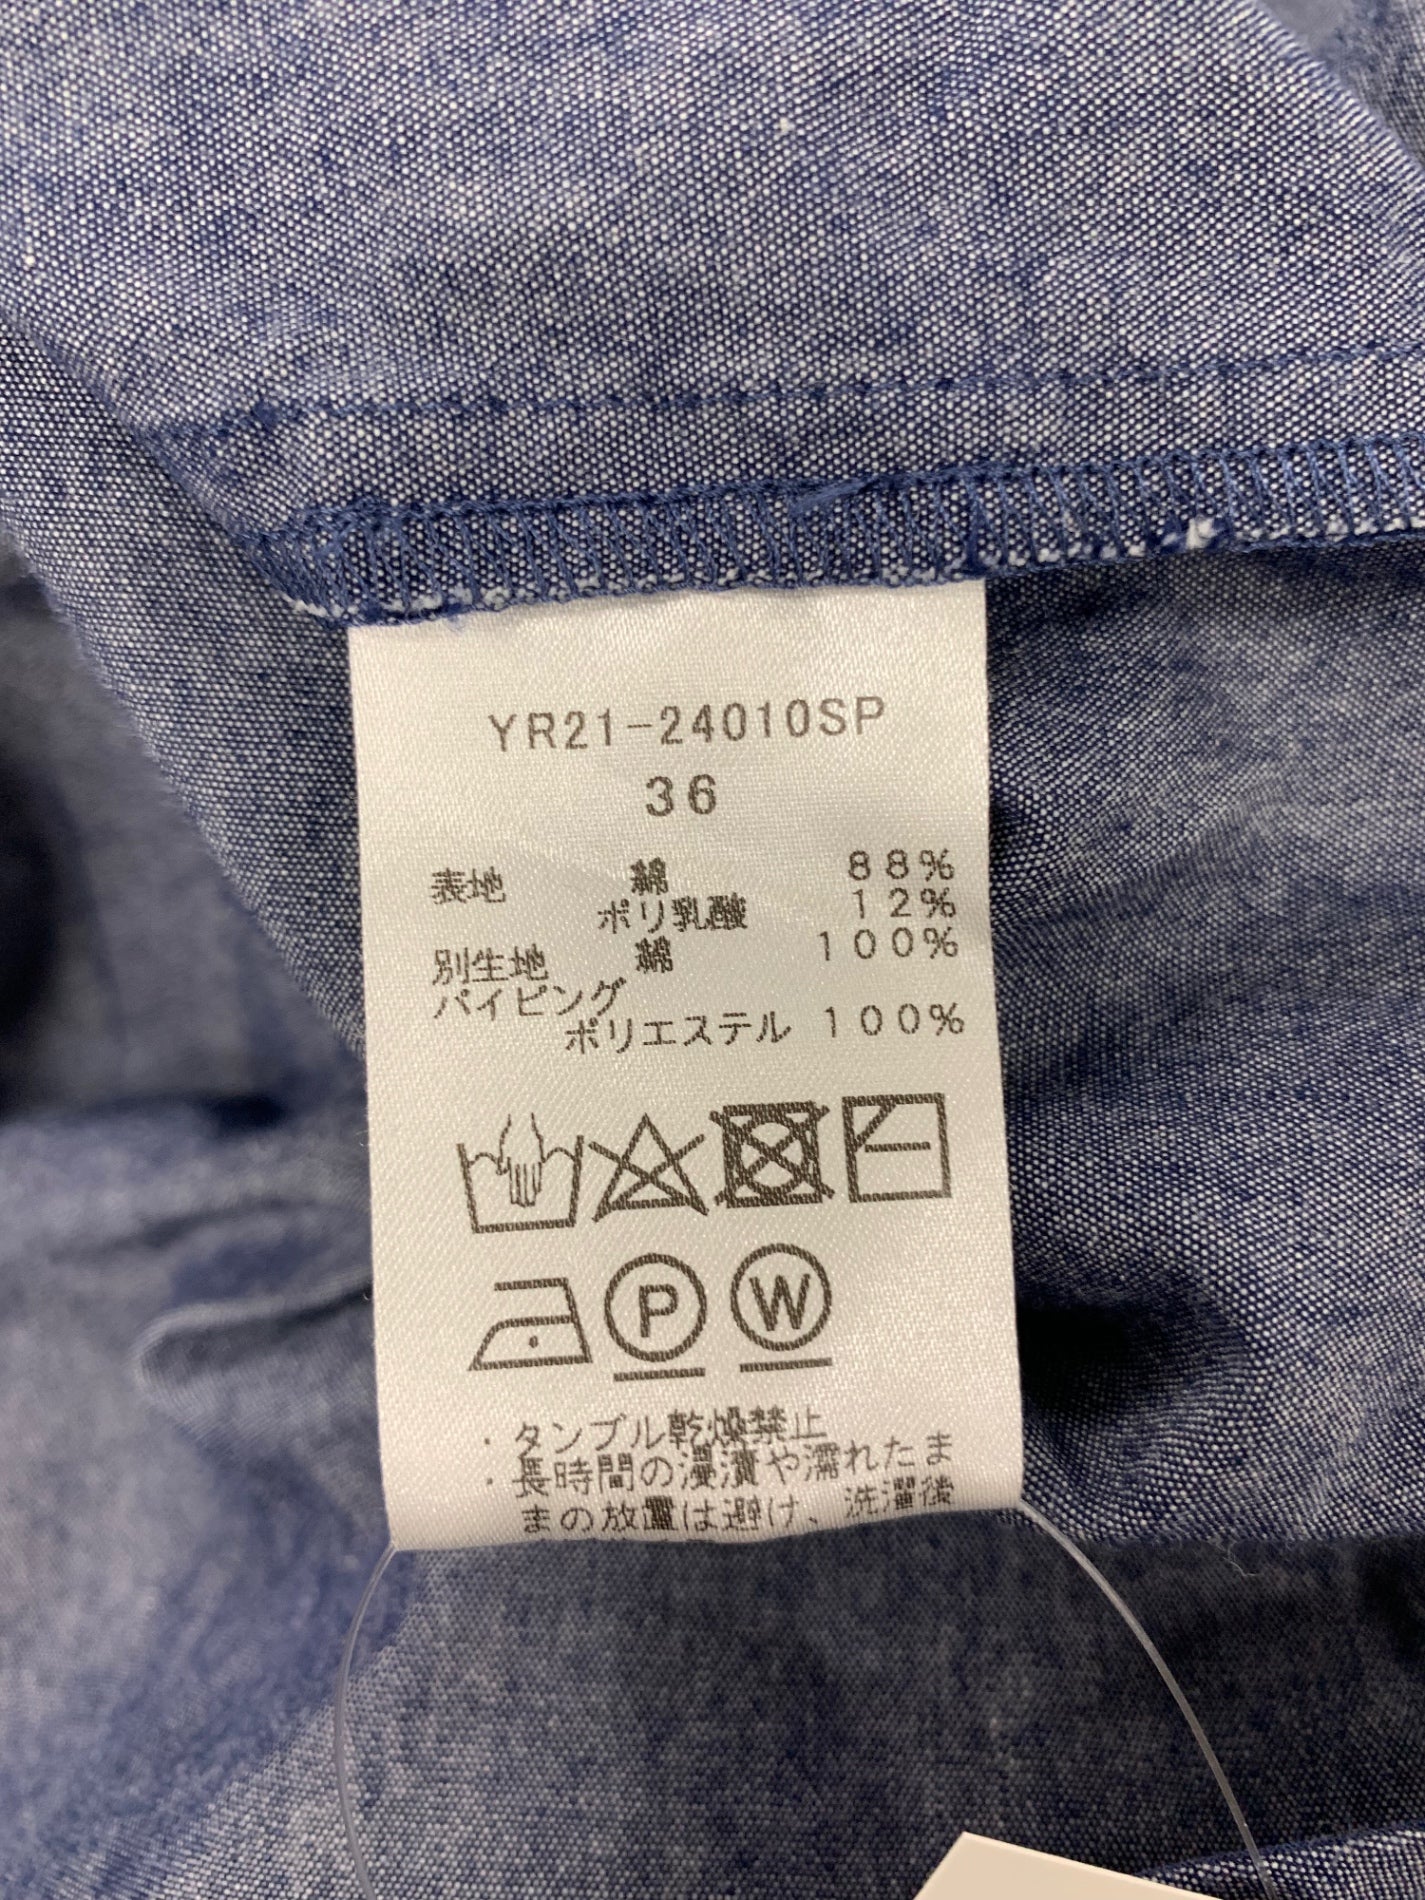 YR21-24010SP
36
表地 綿 88%
ポリ乳酸 12%
別生地 綿 100%
パイピング
ポリエステル 100%
P W
・タンブル乾燥禁止
・長時間の浸漬や濡れたま
まの放置は避け、洗濯後